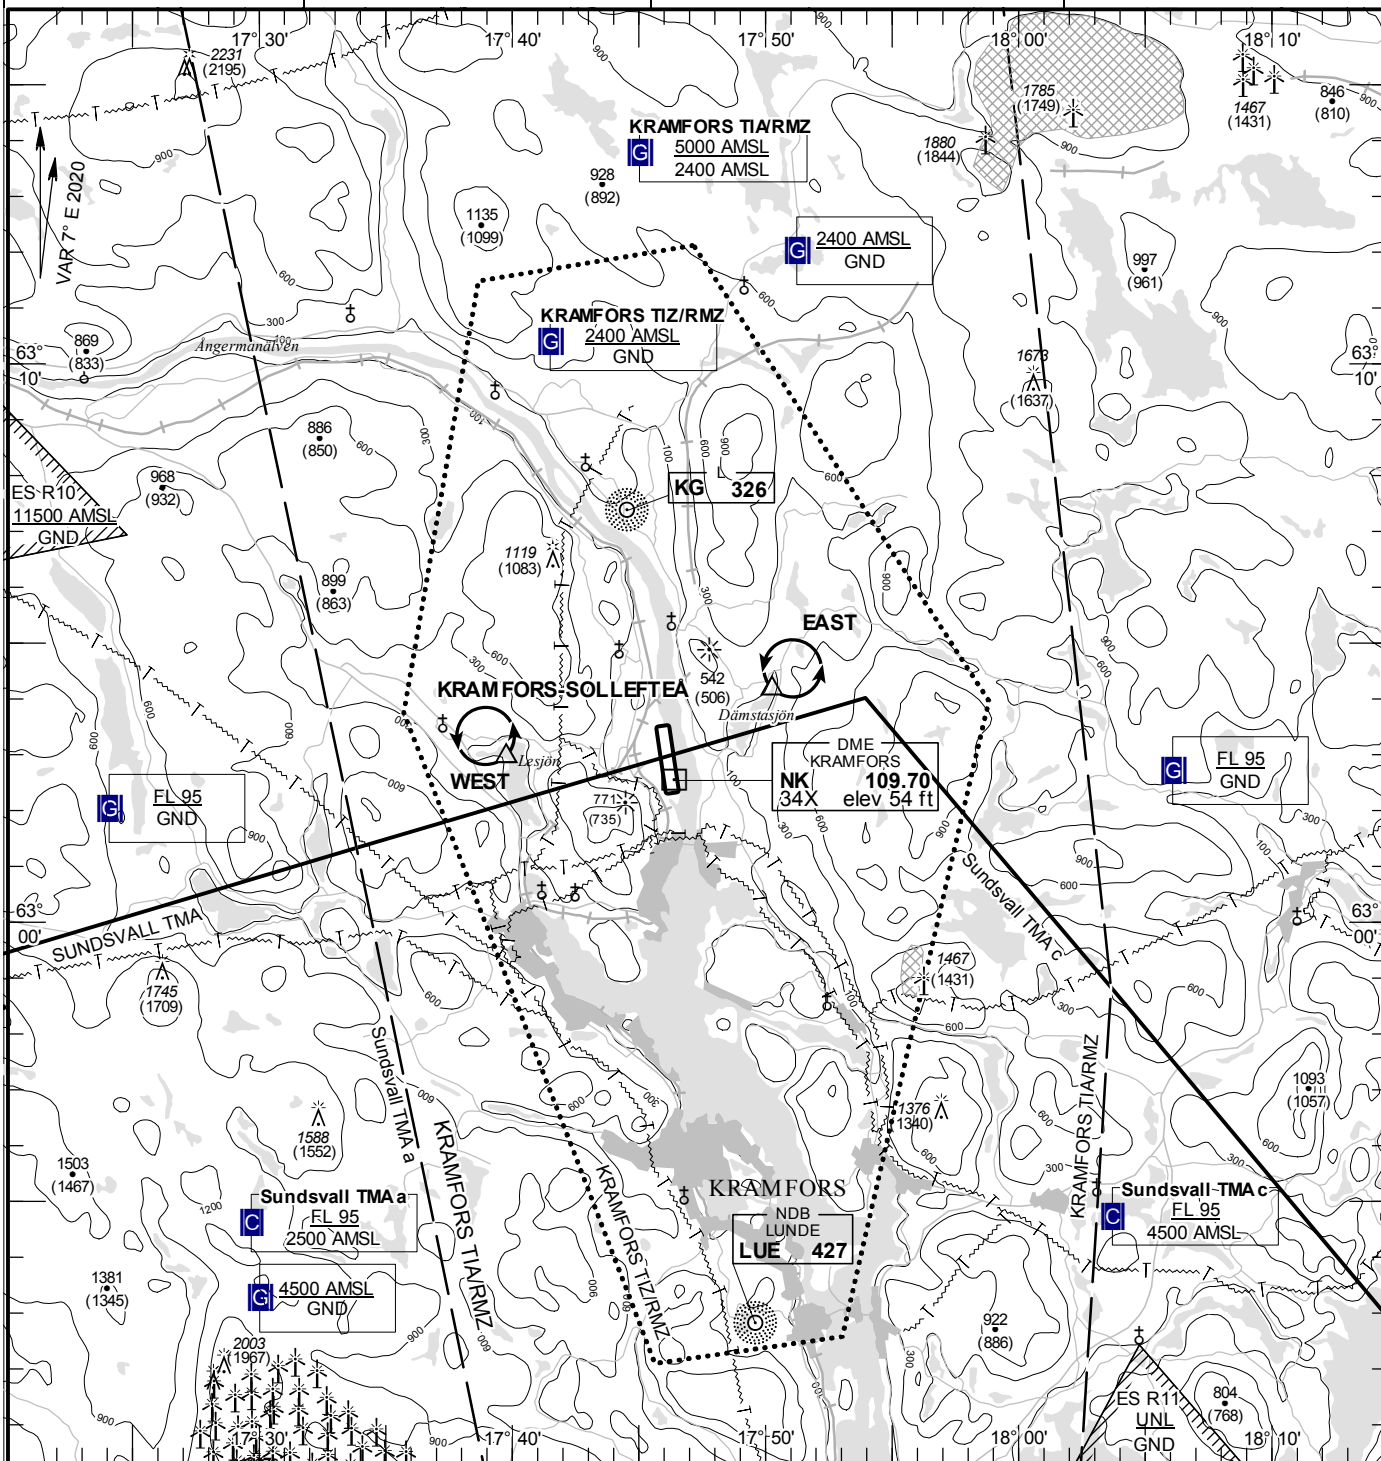 17°30'
17°40'
17°50'
18°00'
18°10'
2231
(2195)
1785
(1749)
1467
(1431)
846
(810)
1880
(1844)
VAR 7° E 2020
KRAMFORS TIA/RMZ
G
5000 AMSL
2400 AMSL
928
(892)
1135
(1099)
G
2400 AMSL
GND
997
(961)
KRAMFORS TIZ/RMZ
G
2400 AMSL
GND
869
(833)
Ångermanälven
63°
10'
63°
10'
1673
(1637)
886
(850)
968
(932)
ES R10
11500 AMSL
GND
L
KG 326
1119
(1083)
899
(863)
EAST
542
(506)
KRAMFORS-SOLLEFTEÅ
Dämstasjön
Lesjön
WEST
DME
KRAMFORS
NK 109.70
34X elev 54 ft
G
FL 95
GND
G
FL 95
GND
771
(735)
63°
00'
63°
00'
SUNDSVALL TMA
Sundsvall TMA c
1745
(1709)
1467
(1431)
Sundsvall TMA a
KRAMFORS TIA/RMZ
KRAMFORS TIZ/RMZ
KRAMFORS TIA/RMZ
1588
(1552)
1376
(1340)
1093
(1057)
1503
(1467)
KRAMFORS
NDB
LUNDE
LUE 427
Sundsvall TMA a
C
FL 95
2500 AMSL
Sundsvall TMA c
C
FL 95
4500 AMSL
G
4500 AMSL
GND
1381
(1345)
922
(886)
2003
(1967)
ES R11
UNL
GND
804
(768)
17°30'
17°40'
17°50'
18°00'
18°10'